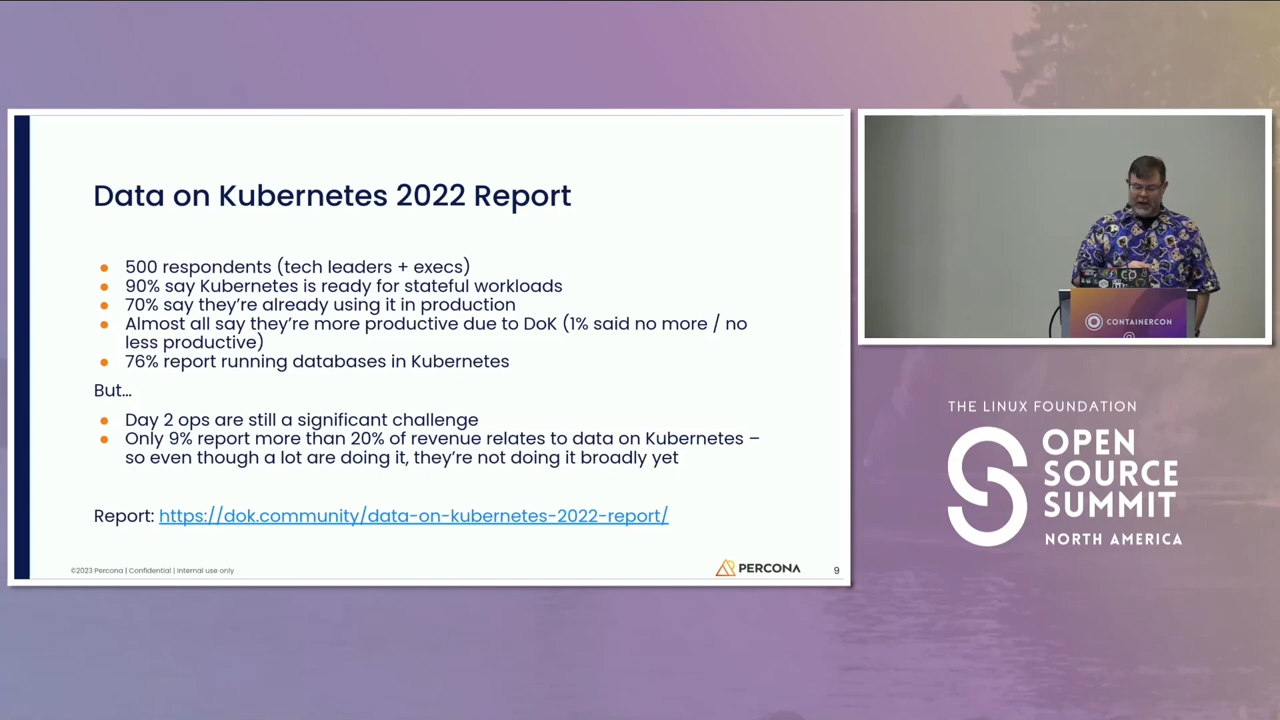 Data on Kubernetes 2022 Report
● 500 respondents (tech leaders + execs)
● 90% say Kubernetes is ready for stateful workloads
● 70% say they’re already using it in production
● Almost all say they’re more productive due to DoK (1% said no more / no
less productive)
● 76% report running databases in Kubernetes
But…
● Day 2 ops are still a significant challenge
● Only 9% report more than 20% of revenue relates to data on Kubernetes –
so even though a lot are doing it, they’re not doing it broadly yet
Report: https://dok.community/data-on-kubernetes-2022-report/
©2023 Percona | Confidential | Internal use only
PERCONA
9
CONTAINERCON
THE LINUX FOUNDATION
OPEN
SOURCE
SUMMIT
NORTH AMERICA